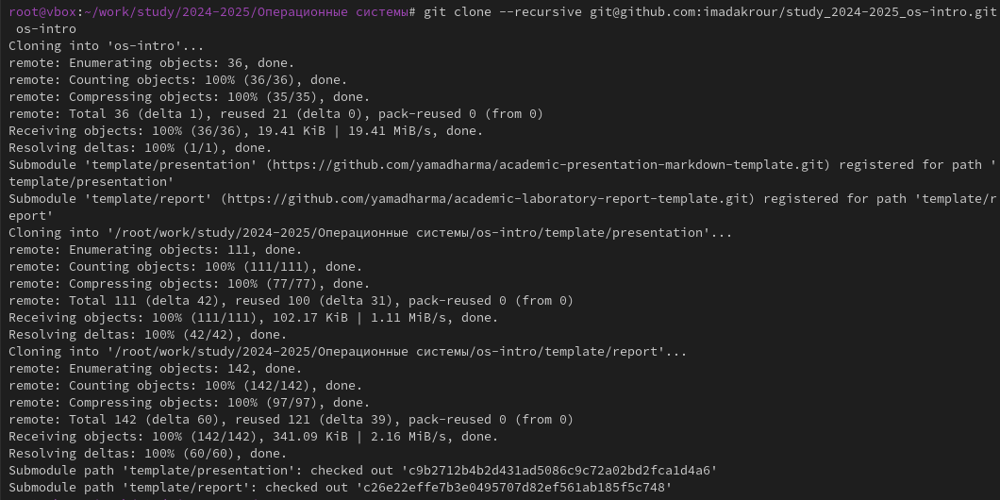 root@vbox:~/work/study/2024-2025/Операционные системы# git clone --recursive git@github.com:imadakrour/study_2024-2025_os-intro.git
 os-intro
Cloning into 'os-intro'...
remote: Enumerating objects: 36, done.
remote: Counting objects: 100% (36/36), done.
remote: Compressing objects: 100% (35/35), done.
remote: Total 36 (delta 1), reused 21 (delta 0), pack-reused 0 (from 0)
Receiving objects: 100% (36/36), 19.41 KiB | 19.41 MiB/s, done.
Resolving deltas: 100% (1/1), done.
Submodule 'template/presentation' (https://github.com/yamadharma/academic-presentation-markdown-template.git) registered for path '
template/presentation'
Submodule 'template/report' (https://github.com/yamadharma/academic-laboratory-report-template.git) registered for path 'template/r
eport'
Cloning into '/root/work/study/2024-2025/Операционные системы/os-intro/template/presentation'...
remote: Enumerating objects: 111, done.
remote: Counting objects: 100% (111/111), done.
remote: Compressing objects: 100% (77/77), done.
remote: Total 111 (delta 42), reused 100 (delta 31), pack-reused 0 (from 0)
Receiving objects: 100% (111/111), 102.17 KiB | 1.11 MiB/s, done.
Resolving deltas: 100% (42/42), done.
Cloning into '/root/work/study/2024-2025/Операционные системы/os-intro/template/report'...
remote: Enumerating objects: 142, done.
remote: Counting objects: 100% (142/142), done.
remote: Compressing objects: 100% (97/97), done.
remote: Total 142 (delta 60), reused 121 (delta 39), pack-reused 0 (from 0)
Receiving objects: 100% (142/142), 341.09 KiB | 2.16 MiB/s, done.
Resolving deltas: 100% (60/60), done.
Submodule path 'template/presentation': checked out 'c9b2712b4b2d431ad5086c9c72a02bd2fca1d4a6'
Submodule path 'template/report': checked out 'c26e22effe7b3e0495707d82ef561ab185f5c748'